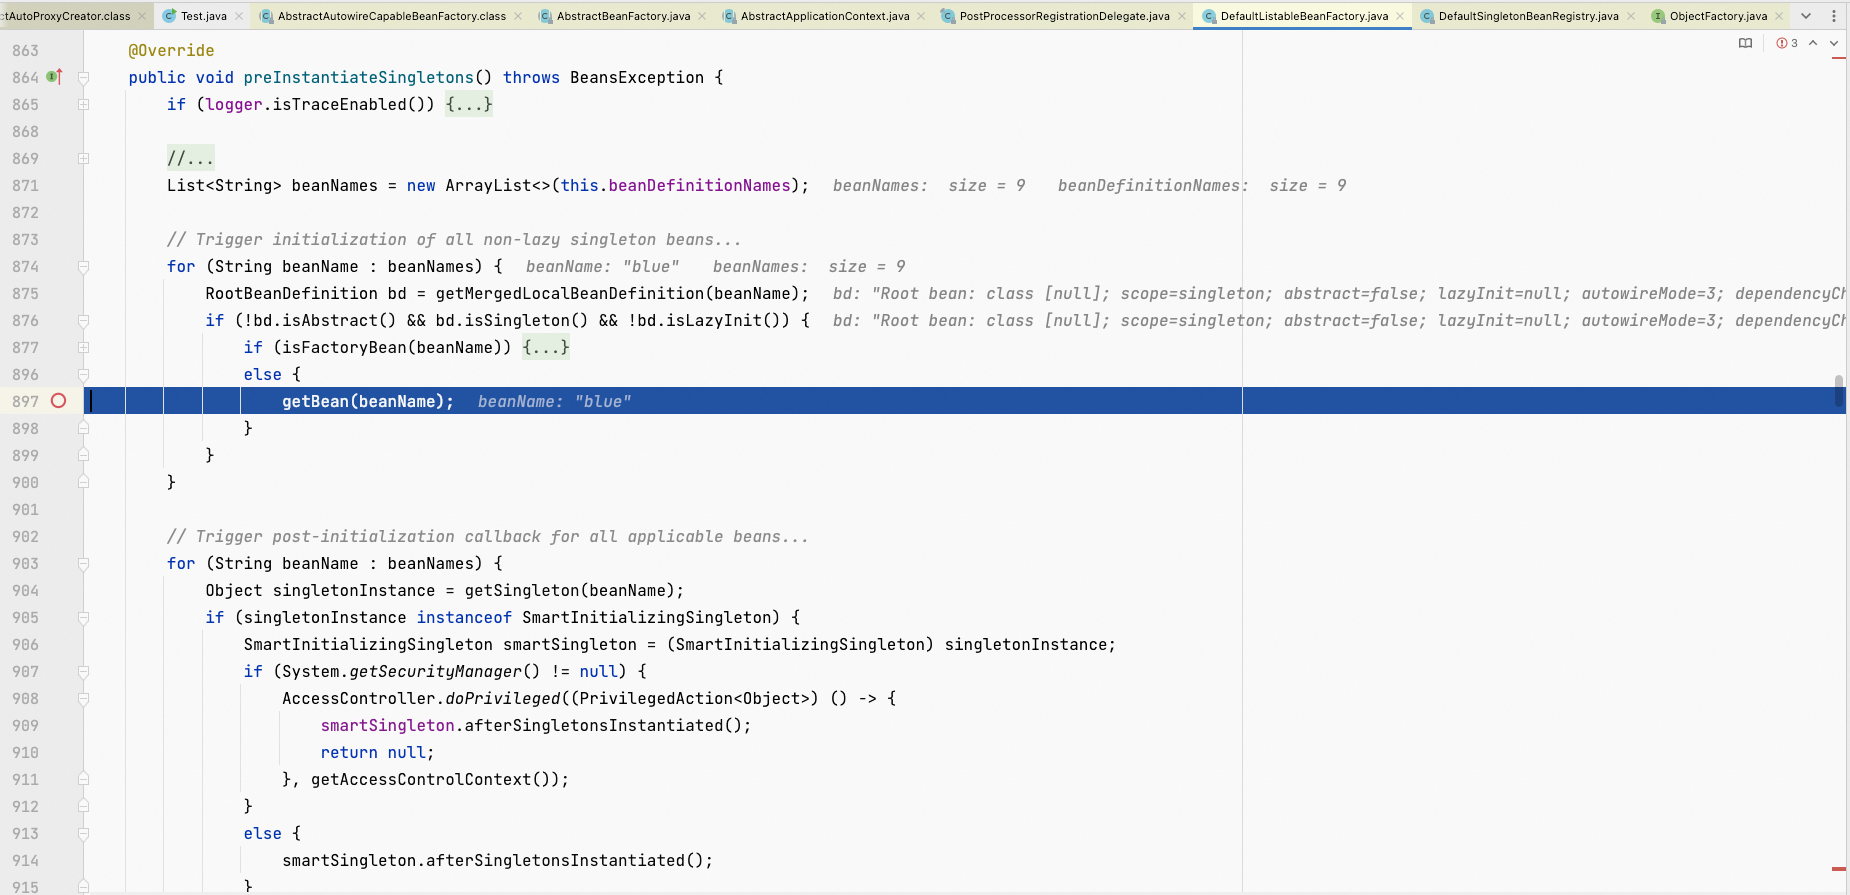 ctAutoProxyCreator.class Test.java AbstractAutowireCapableBeanFactory.class AbstractBeanFactory.java AbstractApplicationContext.java PostProcessorRegistrationDelegate.java DefaultListableBeanFactory.java DefaultSingletonBeanRegistry.java ObjectFactory.java
3
863 @Override
864 public void preInstantiateSingletons() throws BeansException {
865 if (logger.isTraceEnabled()) {...}
868
869 //...
871 List<String> beanNames = new ArrayList<>(this.beanDefinitionNames); beanNames: size = 9 beanDefinitionNames: size = 9
872
873 // Trigger initialization of all non-lazy singleton beans...
874 for (String beanName : beanNames) { beanName: "blue" beanNames: size = 9
875 RootBeanDefinition bd = getMergedLocalBeanDefinition(beanName); bd: "Root bean: class [null]; scope=singleton; abstract=false; lazyInit=null; autowireMode=3; dependencyCh
876 if (!bd.isAbstract() && bd.isSingleton() && !bd.isLazyInit()) { bd: "Root bean: class [null]; scope=singleton; abstract=false; lazyInit=null; autowireMode=3; dependencyCh
877 if (isFactoryBean(beanName)) {...}
896 else {
897 getBean(beanName); beanName: "blue"
898 }
899 }
900 }
901
902 // Trigger post-initialization callback for all applicable beans...
903 for (String beanName : beanNames) {
904 Object singletonInstance = getSingleton(beanName);
905 if (singletonInstance instanceof SmartInitializingSingleton) {
906 SmartInitializingSingleton smartSingleton = (SmartInitializingSingleton) singletonInstance;
907 if (System.getSecurityManager() != null) {
908 AccessController.doPrivileged((PrivilegedAction<Object>) () -> {
909 smartSingleton.afterSingletonsInstantiated();
910 return null;
911 }, getAccessControlContext());
912 }
913 else {
914 smartSingleton.afterSingletonsInstantiated();
915 }